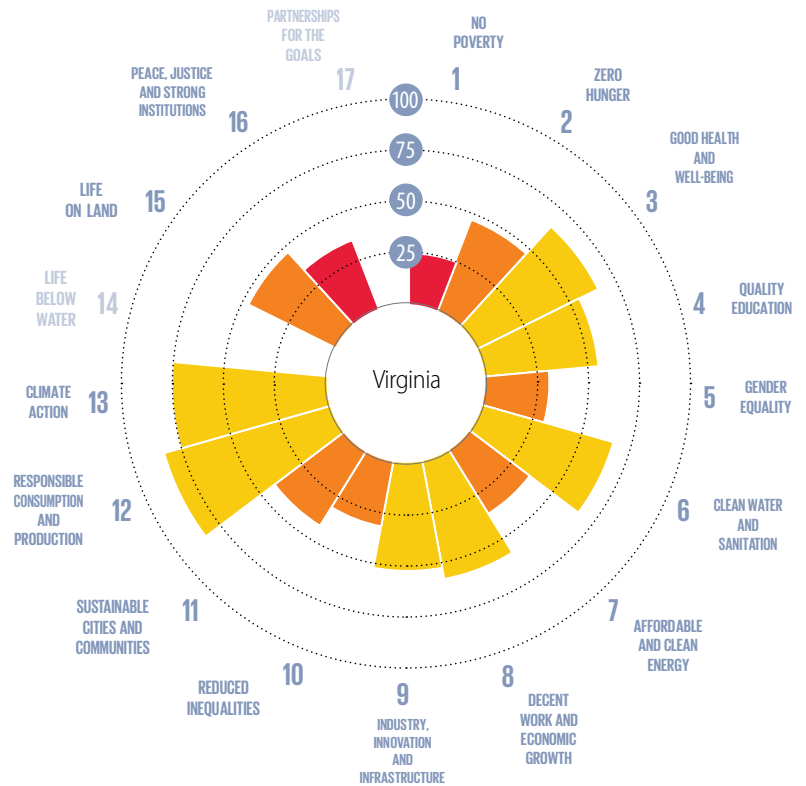 NO
POVERTY
1
ZERO
HUNGER
2
GOOD HEALTH
AND
WELL-BEING
3
4
QUALITY
EDUCATION
5
GENDER
EQUALITY
6
CLEAN WATER
AND
SANITATION
7
AFFORDABLE
AND CLEAN
ENERGY
8
DECENT
WORK AND
ECONOMIC
GROWTH
9
INDUSTRY,
INNOVATION
AND
INFRASTRUCTURE
10
REDUCED
INEQUALITIES
11
SUSTAINABLE
CITIES AND
COMMUNITIES
12
RESPONSIBLE
CONSUMPTION
AND
PRODUCTION
CLIMATE
ACTION
13
LIFE
BELOW
WATER
14
LIFE
ON LAND
15
PEACE, JUSTICE
AND STRONG
INSTITUTIONS
16
PARTNERSHIPS
FOR THE
GOALS
17
100
75
50
25
Virginia